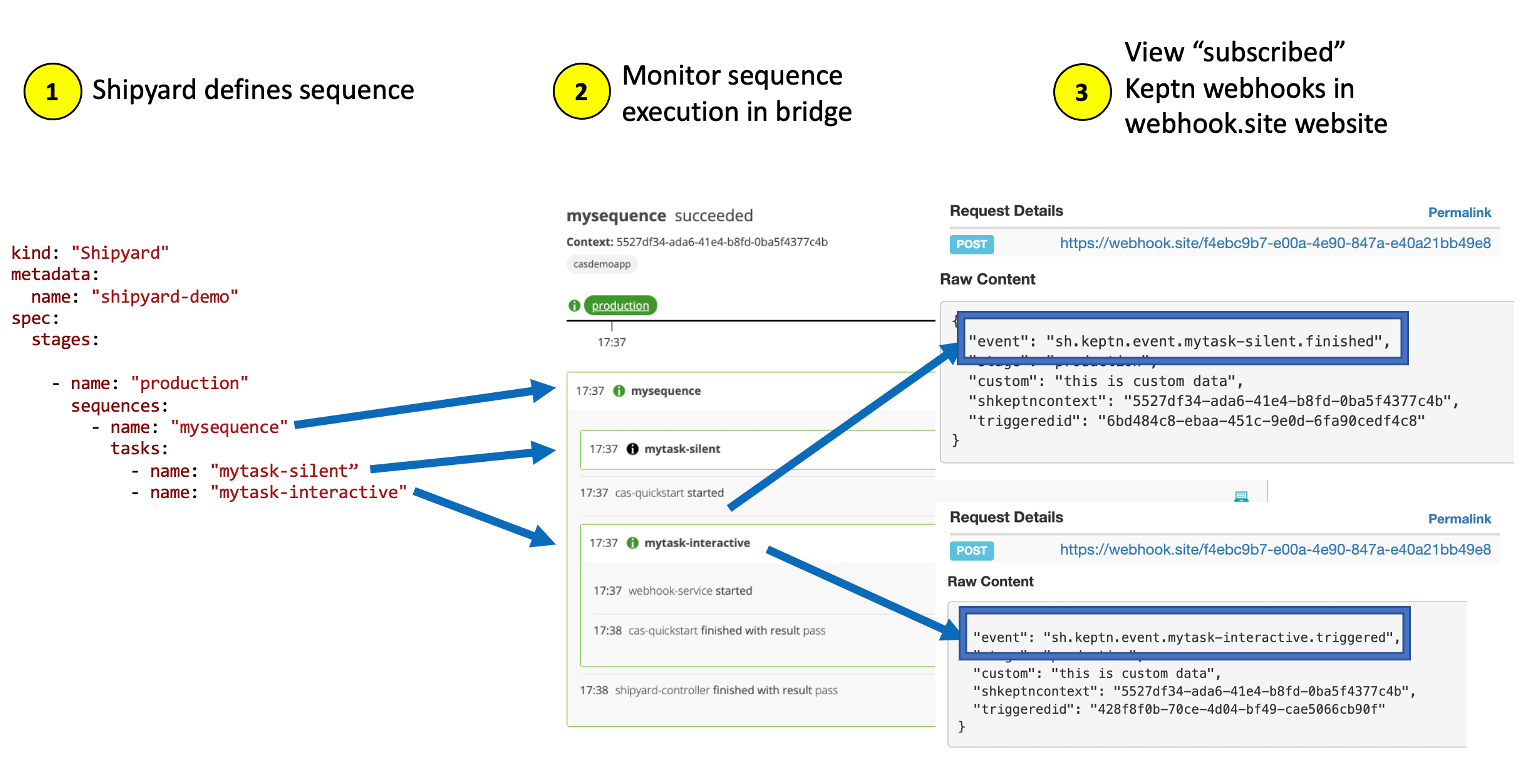 1
Shipyard defines sequence
2
Monitor sequence
execution in bridge
3
View “subscribed”
Keptn webhooks in
webhook.site website
kind: "Shipyard"
metadata:
name: "shipyard-demo"
spec:
stages:
- name: "production"
sequences:
- name: "mysequence"
tasks:
- name: "mytask-silent”
- name: "mytask-interactive"
mysequence succeeded
Context: 5527df34-ada6-41e4-b8fd-0ba5f4377c4b
casdemoapp
production
17:37
17:37 mysequence
17:37 mytask-silent
17:37 cas-quickstart started
17:37 mytask-interactive
17:37 webhook-service started
17:38 cas-quickstart finished with result pass
17:38 shipyard-controller finished with result pass
Request Details
Permalink
POST https://webhook.site/f4ebc9b7-e00a-4e90-847a-e40a21bb49e8
Raw Content
{
"event": "sh.keptn.event.mytask-silent.finished",
"stage": "production",
"custom": "this is custom data",
"shkeptncontext": "5527df34-ada6-41e4-b8fd-0ba5f4377c4b",
"triggeredid": "6bd484c8-ebaa-451c-9e0d-6fa90cedf4c8"
}
Request Details
Permalink
POST https://webhook.site/f4ebc9b7-e00a-4e90-847a-e40a21bb49e8
Raw Content
"event": "sh.keptn.event.mytask-interactive.triggered",
"custom": "this is custom data",
"shkeptncontext": "5527df34-ada6-41e4-b8fd-0ba5f4377c4b",
"triggeredid": "428f8f0b-70ce-4d04-bf49-cae5066cb90f"
}